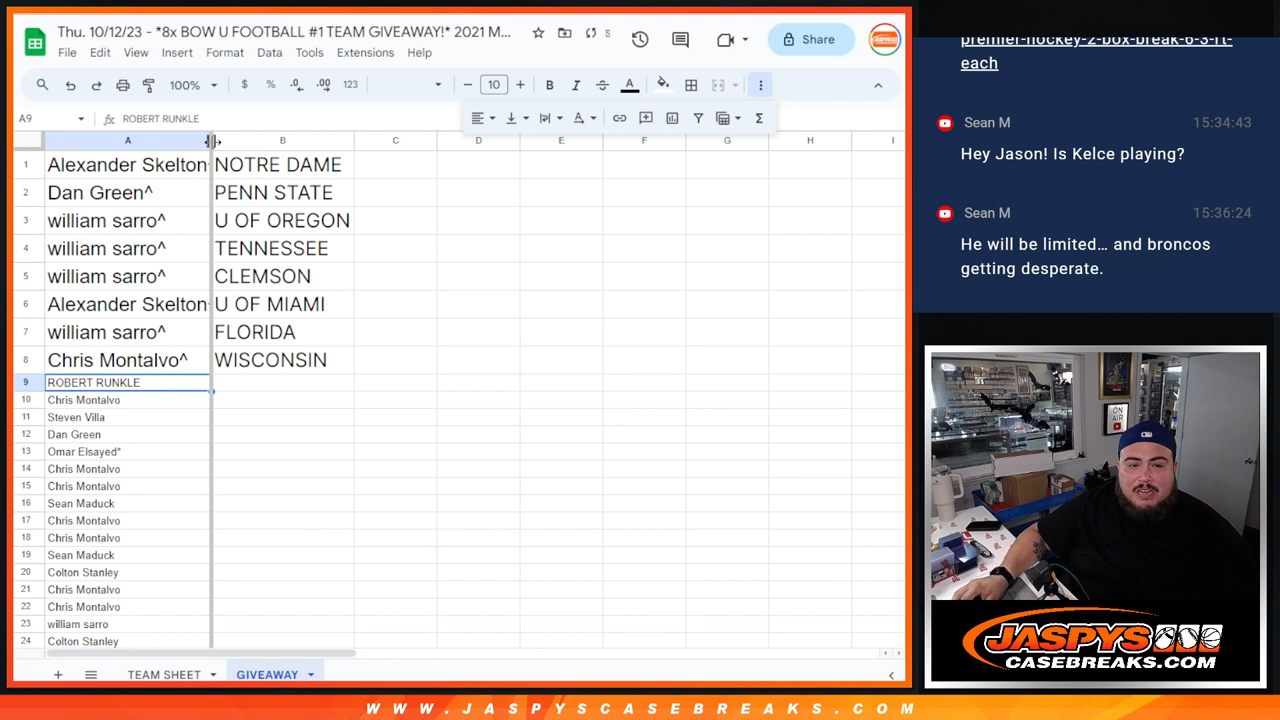 Thu. 10/12/23 - *8x BOW U FOOTBALL #1 TEAM GIVEAWAY!* 2021 M...
File Edit View Insert Format Data Tools Extensions Help
Share
100% $ % .0 .00 123 10 B I A
A9 fx ROBERT RUNKLE
A B C D E F G H I
1 Alexander Skelton NOTRE DAME
2 Dan Green^ PENN STATE
3 william sarro^ U OF OREGON
4 william sarro^ TENNESSEE
5 william sarro^ CLEMSON
6 Alexander Skelton U OF MIAMI
7 william sarro^ FLORIDA
8 Chris Montalvo^ WISCONSIN
9 ROBERT RUNKLE
10 Chris Montalvo
11 Steven Villa
12 Dan Green
13 Omar Elsayed*
14 Chris Montalvo
15 Chris Montalvo
16 Sean Maduck
17 Chris Montalvo
18 Chris Montalvo
19 Sean Maduck
20 Colton Stanley
21 Chris Montalvo
22 Chris Montalvo
23 william sarro
24 Colton Stanley
+ TEAM SHEET GIVEAWAY
premier-hockey-2-box-break-6-3-rt-
each
Sean M 15:34:43
Hey Jason! Is Kelce playing?
Sean M 15:36:24
He will be limited… and broncos
getting desperate.
ON
AIR
JASPYS
CASEBREAKS.COM
WWW.JASPYSCASEBREAKS.COM